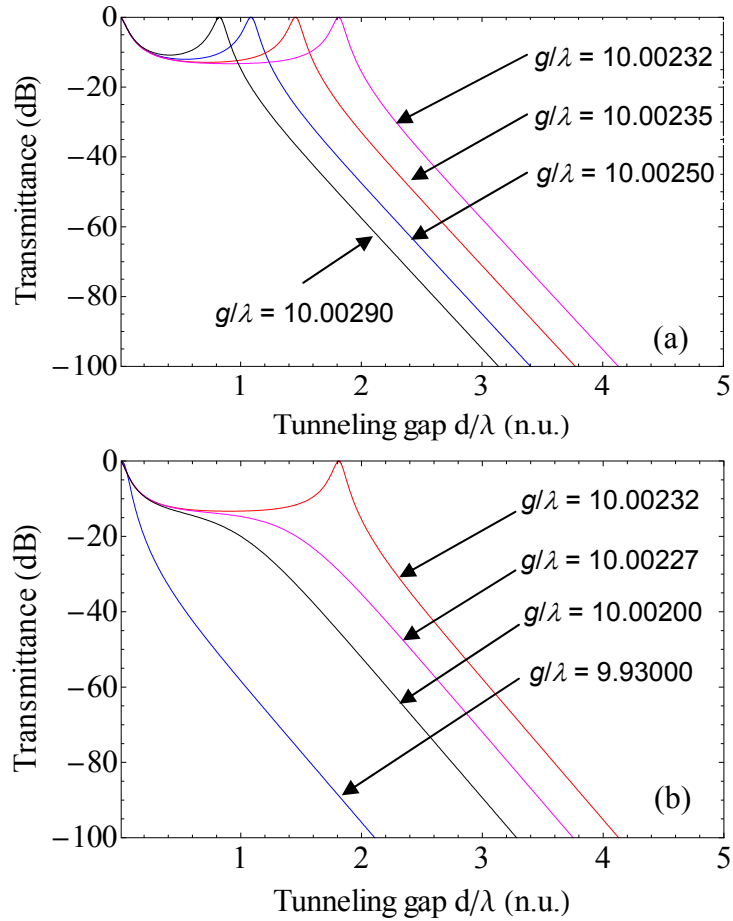 0
−20
−40
−60
−80
−100
Transmittance (dB)
g/λ = 10.00232
g/λ = 10.00235
g/λ = 10.00250
g/λ = 10.00290
(a)
1 2 3 4 5
Tunneling gap d/λ (n.u.)
0
−20
−40
−60
−80
−100
Transmittance (dB)
g/λ = 10.00232
g/λ = 10.00227
g/λ = 10.00200
g/λ = 9.93000
(b)
1 2 3 4 5
Tunneling gap d/λ (n.u.)